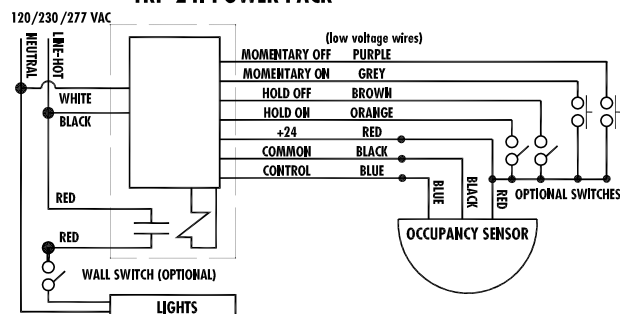 120/230/277 VAC
NEUTRAL
LINE-HOT
(low voltage wires)
MOMENTARY OFF PURPLE
MOMENTARY ON GREY
HOLD OFF BROWN
WHITE
HOLD ON ORANGE
BLACK
+24 RED
COMMON BLACK
CONTROL BLUE
BLUE
BLACK
RED
OPTIONAL SWITCHES
RED
RED
OCCUPANCY SENSOR
WALL SWITCH (OPTIONAL)
LIGHTS